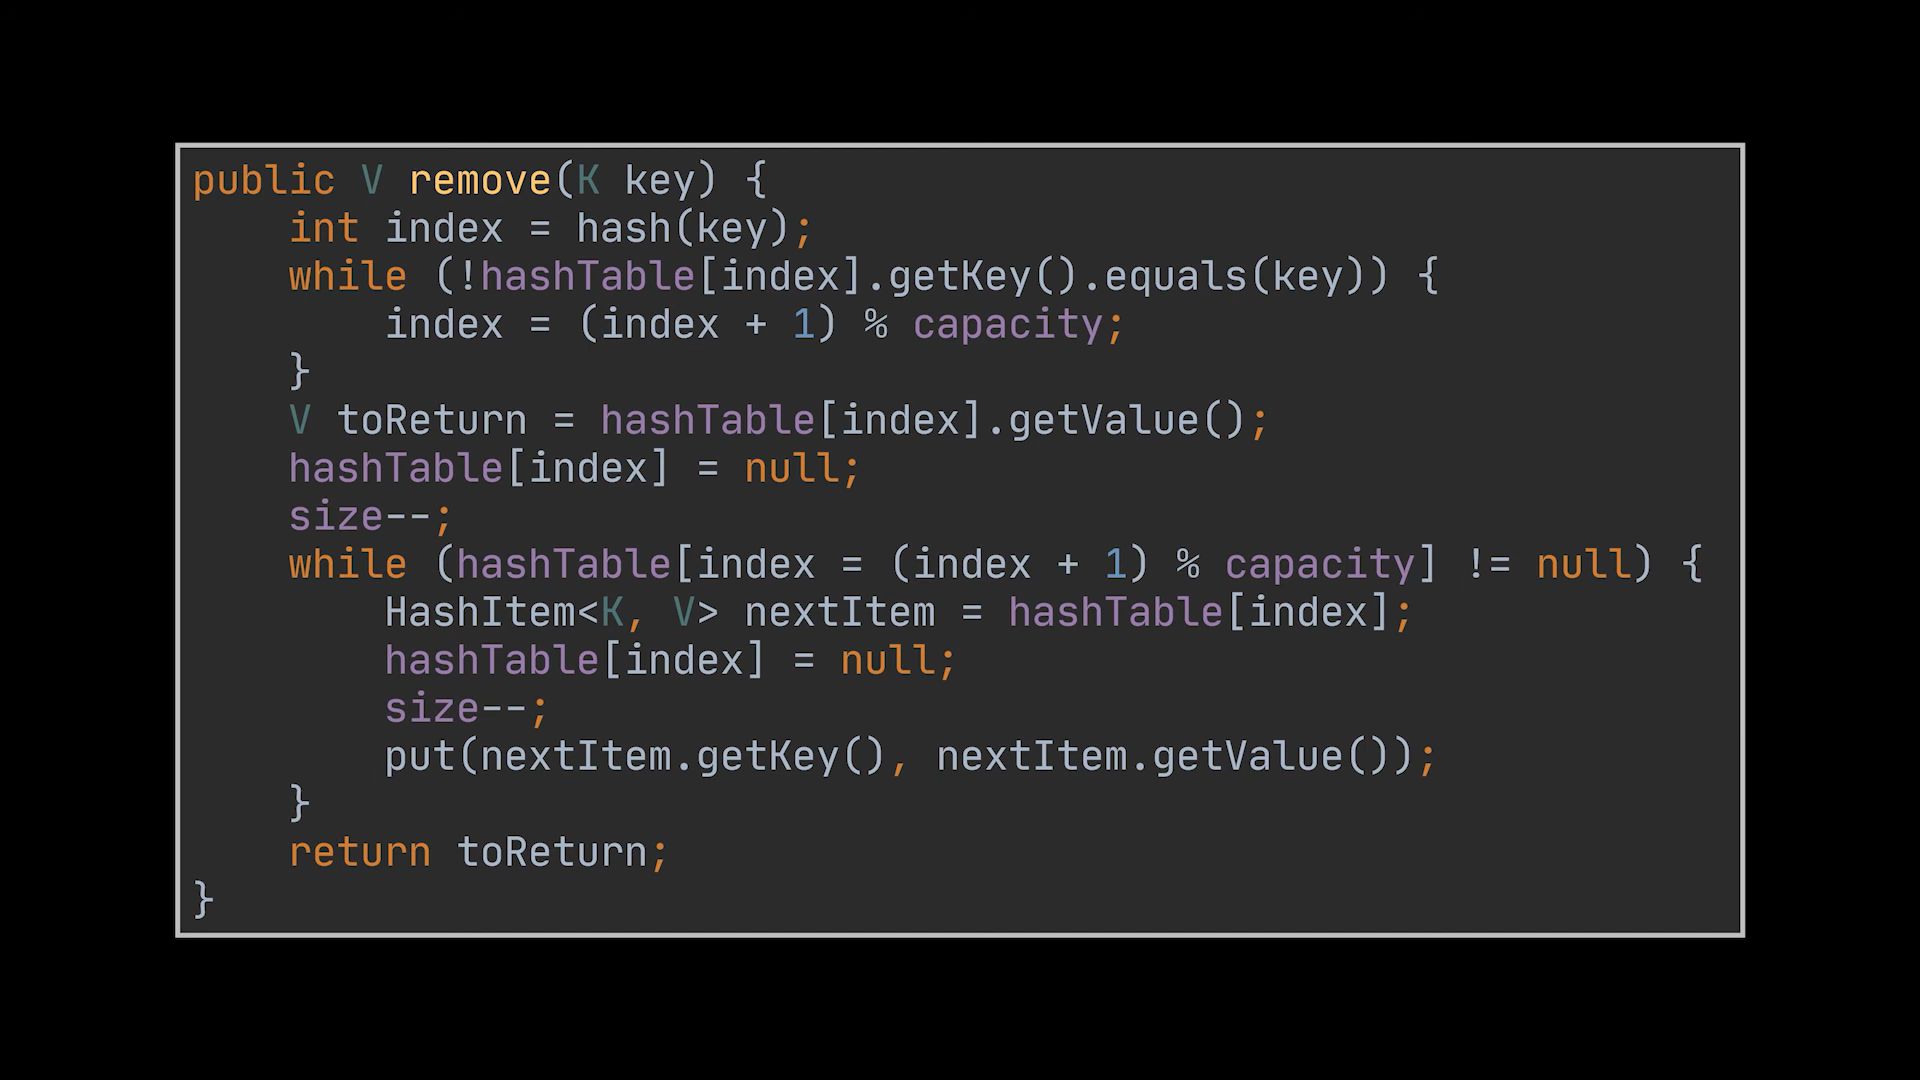 public V remove(K key) {
    int index = hash(key);
    while (!hashTable[index].getKey().equals(key)) {
        index = (index + 1) % capacity;
    }
    V toReturn = hashTable[index].getValue();
    hashTable[index] = null;
    size--;
    while (hashTable[index = (index + 1) % capacity] != null) {
        HashItem<K, V> nextItem = hashTable[index];
        hashTable[index] = null;
        size--;
        put(nextItem.getKey(), nextItem.getValue());
    }
    return toReturn;
}